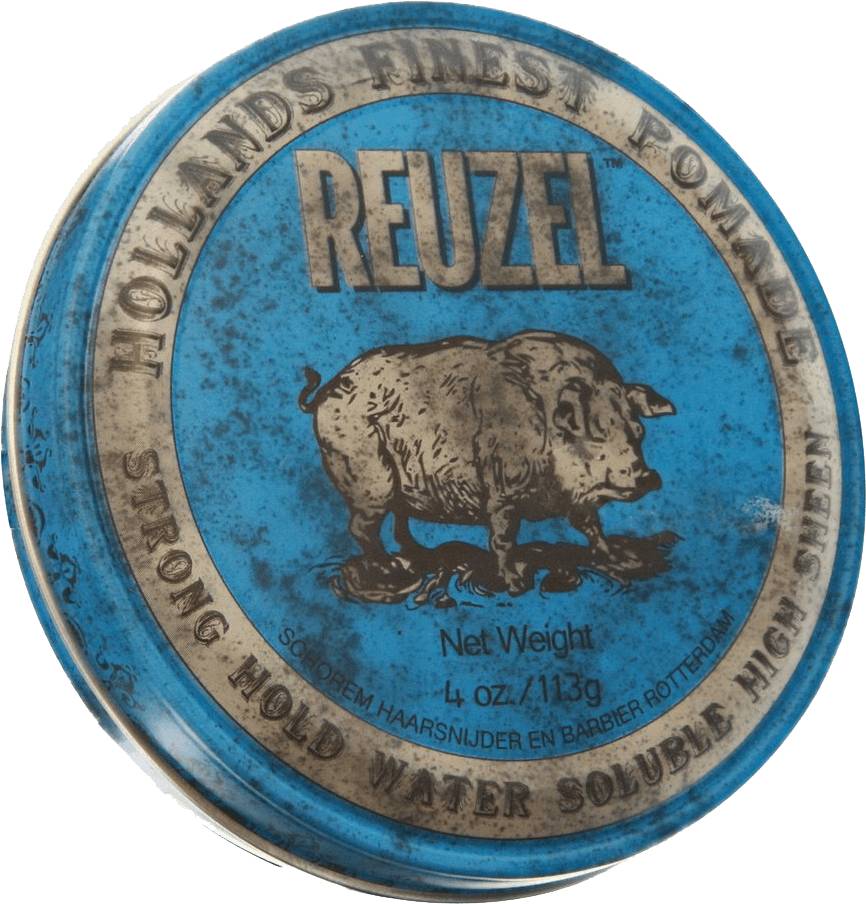 HOLLANDS FINEST POMADE
REUZEL™
Net Weight
4 oz./113g
SCHOREM HAARSNIJDER EN BARBIER ROTTERDAM
STRONG HOLD WATER SOLUBLE HIGH SHEEN